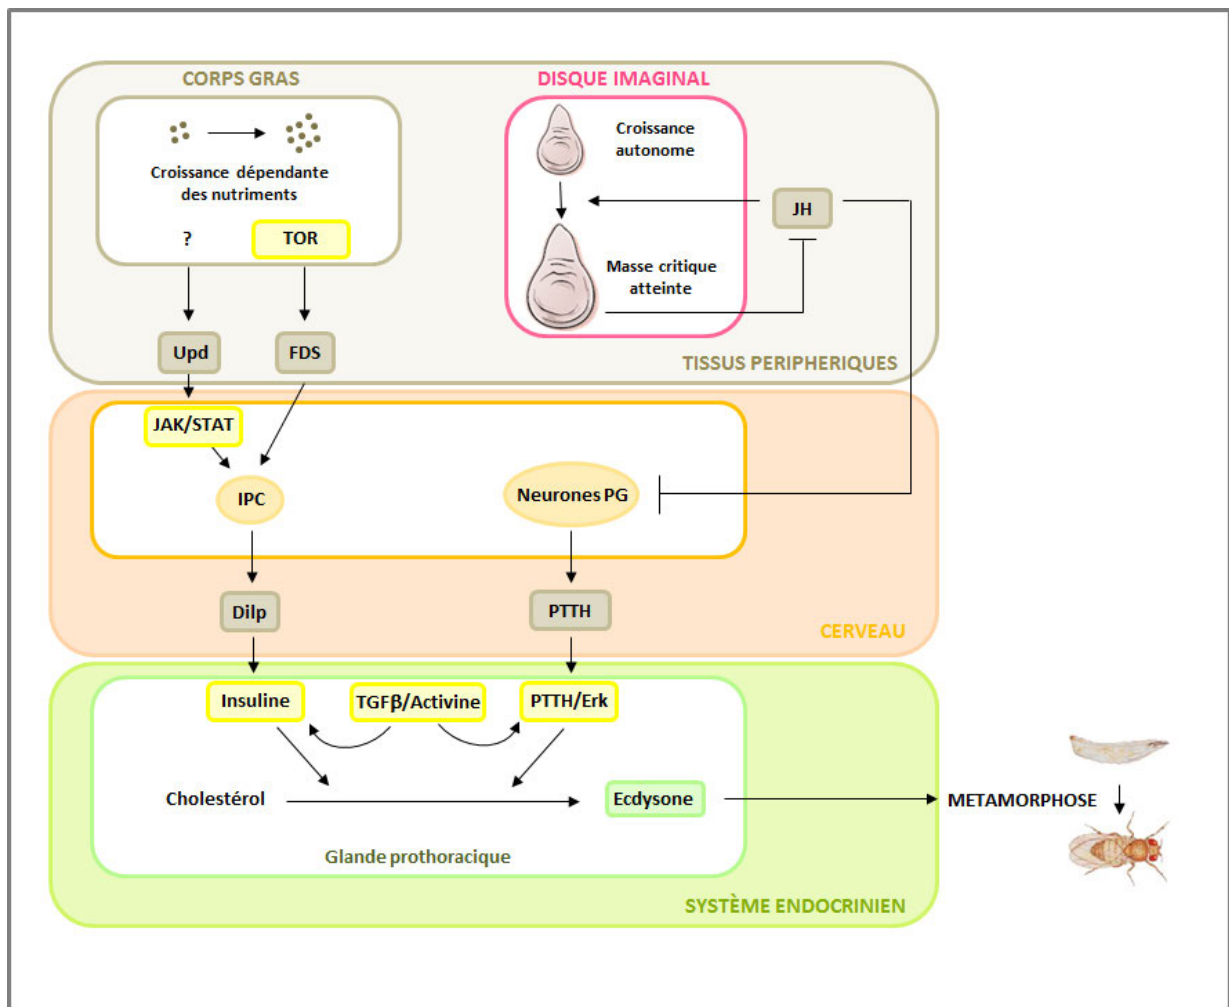 CORPS GRAS
Croissance dépendante
des nutriments
?
TOR
Upd
FDS
DISQUE IMAGINAL
Croissance
autonome
Masse critique
atteinte
JH
TISSUS PERIPHERIQUES
JAK/STAT
IPC
Neurones PG
Dilp
PTTH
CERVEAU
Insuline
TGFβ/Activine
PTTH/Erk
Cholestérol
Ecdysone
Glande prothoracique
SYSTÈME ENDOCRINIEN
METAMORPHOSE